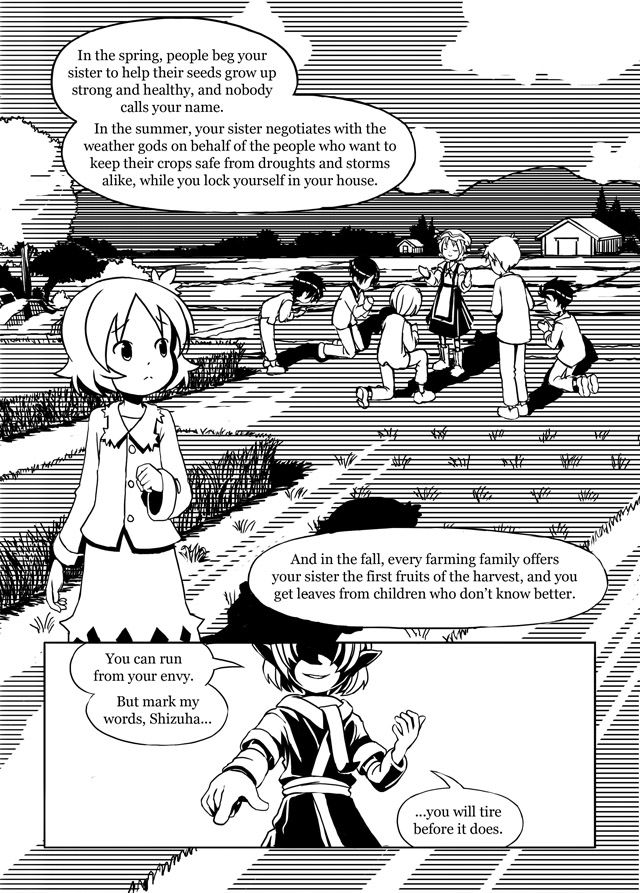 In the spring, people beg your
sister to help their seeds grow up
strong and healthy, and nobody
calls your name.
In the summer, your sister negotiates with the
weather gods on behalf of the people who want to
keep their crops safe from droughts and storms
alike, while you lock yourself in your house.
And in the fall, every farming family offers
your sister the first fruits of the harvest, and you
get leaves from children who don’t know better.
You can run
from your envy.
But mark my
words, Shizuha...
...you will tire
before it does.